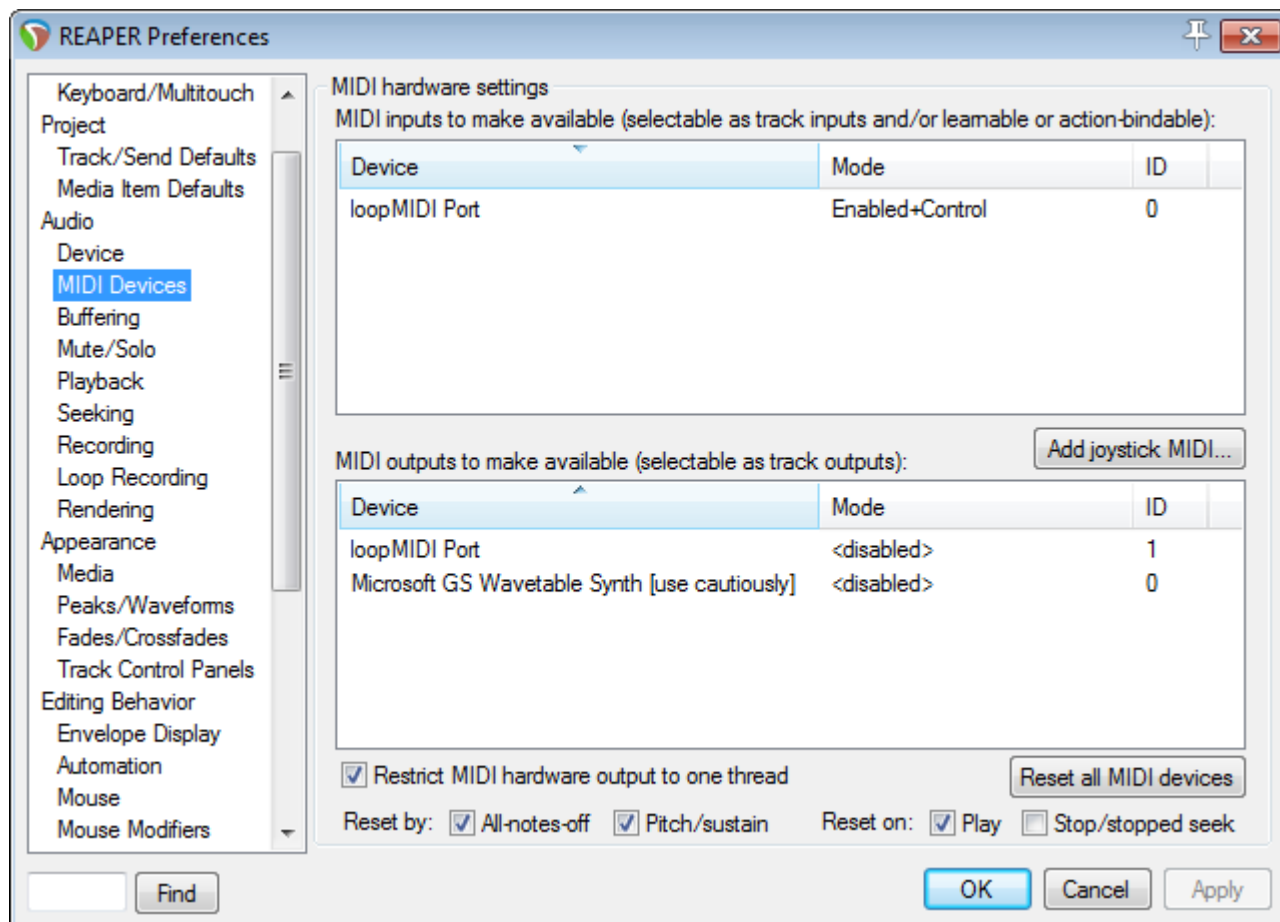 REAPER Preferences
Keyboard/Multitouch
Project
Track/Send Defaults
Media Item Defaults
Audio
Device
MIDI Devices
Buffering
Mute/Solo
Playback
Seeking
Recording
Loop Recording
Rendering
Appearance
Media
Peaks/Waveforms
Fades/Crossfades
Track Control Panels
Editing Behavior
Envelope Display
Automation
Mouse
Mouse Modifiers
Find
MIDI hardware settings
MIDI inputs to make available (selectable as track inputs and/or learnable or action-bindable):
Device Mode ID
loopMIDI Port Enabled+Control 0
Add joystick MIDI...
MIDI outputs to make available (selectable as track outputs):
Device Mode ID
loopMIDI Port <disabled> 1
Microsoft GS Wavetable Synth [use cautiously] <disabled> 0
Restrict MIDI hardware output to one thread
Reset all MIDI devices
Reset by: All-notes-off Pitch/sustain Reset on: Play Stop/stopped seek
OK Cancel Apply